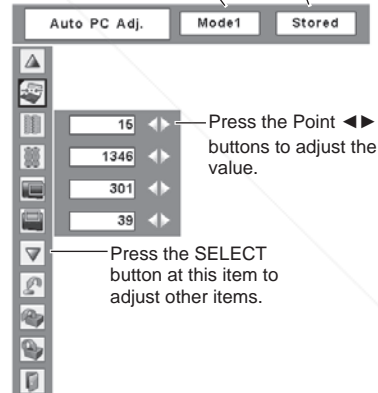 Auto PC Adj. Mode1 Stored
15
Press the Point ◄►
buttons to adjust the
value.
1346
301
39
Press the SELECT
button at this item to
adjust other items.